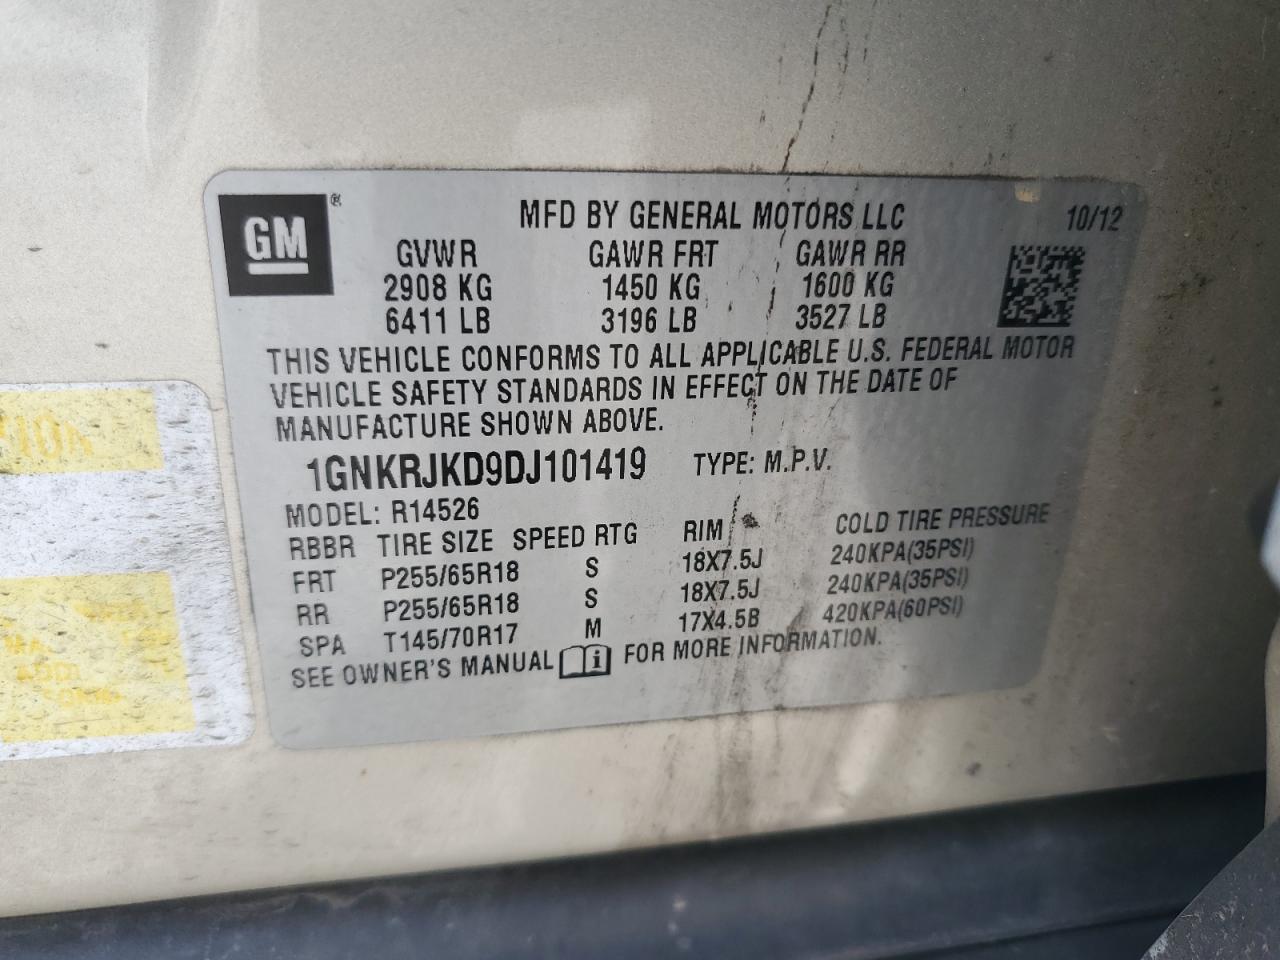 GM ®
MFD BY GENERAL MOTORS LLC 10/12
GVWR GAWR FRT GAWR RR
2908 KG 1450 KG 1600 KG
6411 LB 3196 LB 3527 LB
THIS VEHICLE CONFORMS TO ALL APPLICABLE U.S. FEDERAL MOTOR
VEHICLE SAFETY STANDARDS IN EFFECT ON THE DATE OF
MANUFACTURE SHOWN ABOVE.
1GNKRJKD9DJ101419 TYPE: M.P.V.
MODEL: R14526
RBBR TIRE SIZE SPEED RTG RIM COLD TIRE PRESSURE
FRT P255/65R18 S 18X7.5J 240KPA(35PSI)
RR P255/65R18 S 18X7.5J 240KPA(35PSI)
SPA T145/70R17 M 17X4.5B 420KPA(60PSI)
SEE OWNER'S MANUAL i FOR MORE INFORMATION.